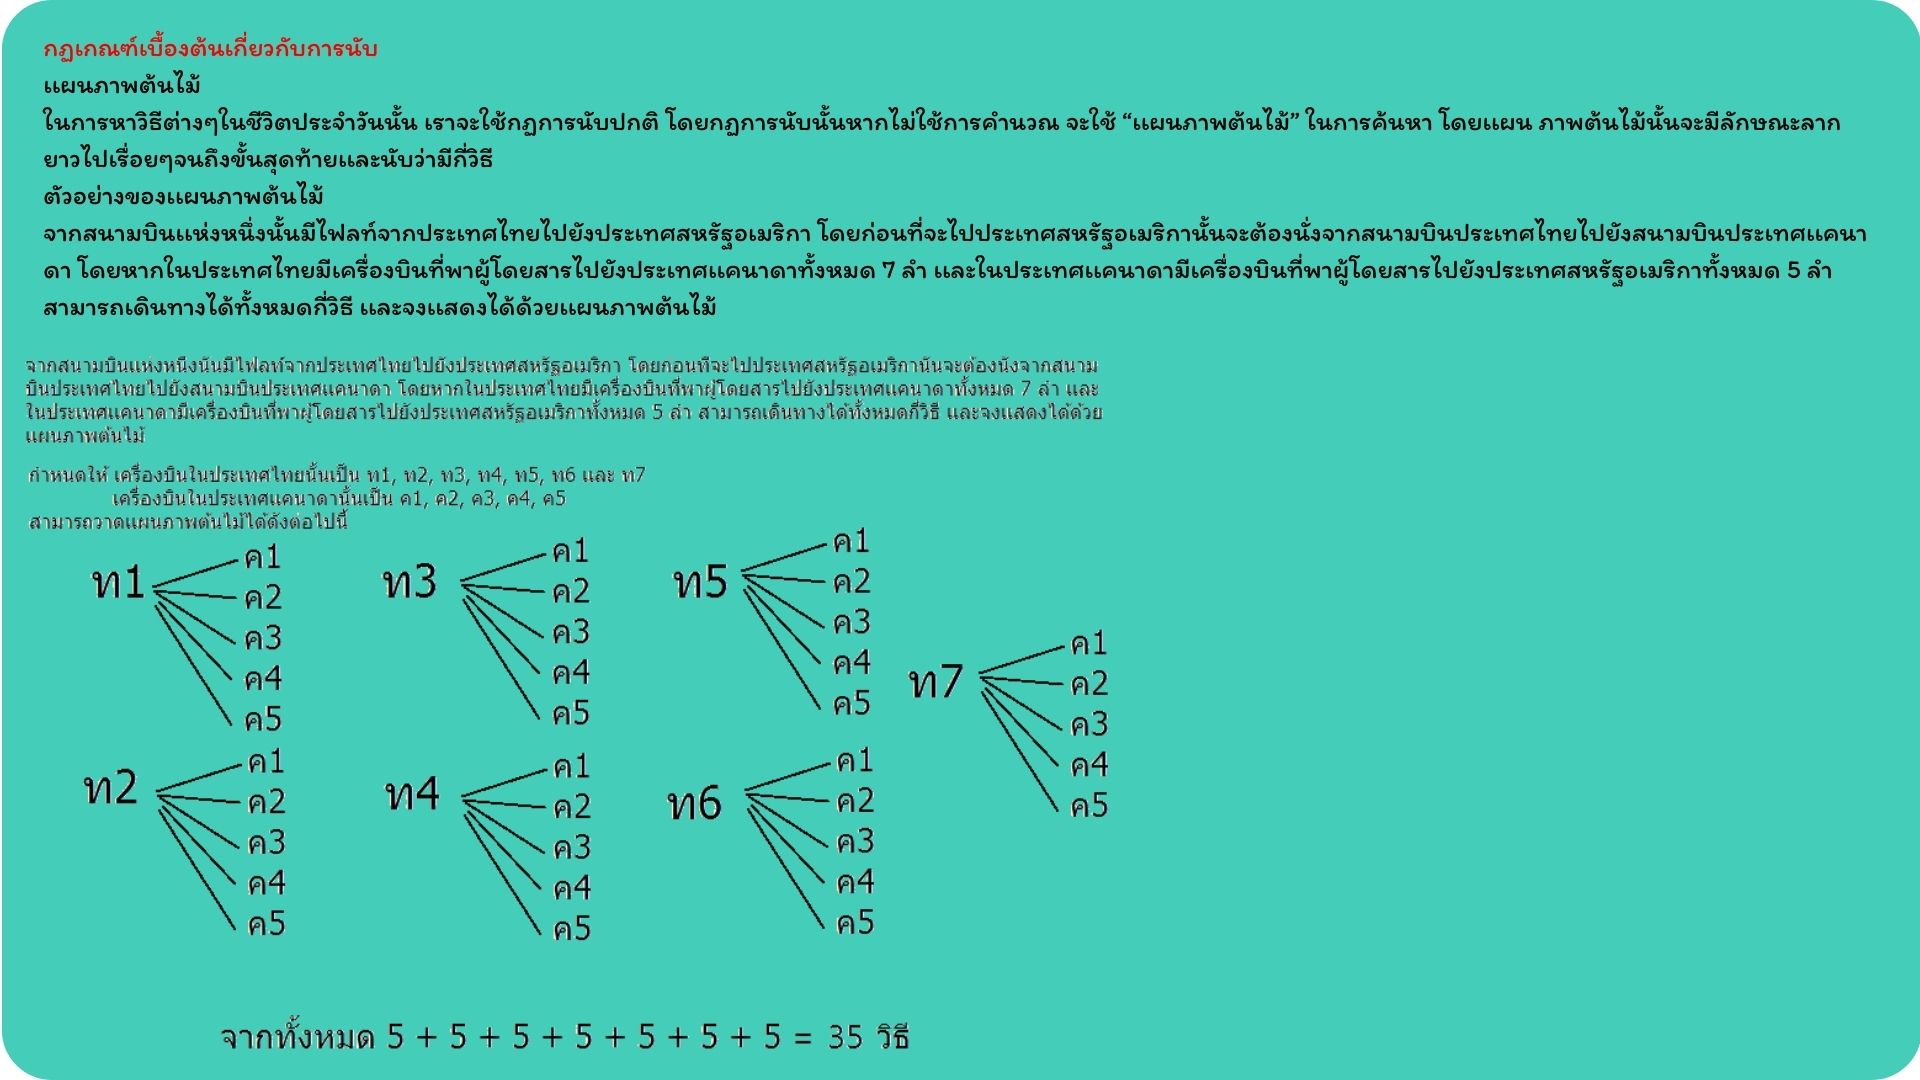 กฏเกณฑ์เบื้องต้นเกี่ยวกับการนับ
แผนภาพต้นไม้
ในการหาวิธีต่างๆในชีวิตประจำวันนั้น เราจะใช้กฏการนับปกติ โดยกฏการนับนั้นหากไม่ใช้การคำนวณ จะใช้ “แผนภาพต้นไม้” ในการค้นหา โดยแผน ภาพต้นไม้นั้นจะมีลักษณะลาก
ยาวไปเรื่อยๆจนถึงขั้นสุดท้ายและนับว่ามีกี่วิธี
ตัวอย่างของแผนภาพต้นไม้
จากสนามบินแห่งหนึ่งนั้นมีไฟลท์จากประเทศไทยไปยังประเทศสหรัฐอเมริกา โดยก่อนที่จะไปประเทศสหรัฐอเมริกานั้นจะต้องนั่งจากสนามบินประเทศไทยไปยังสนามบินประเทศแคนา
ดา โดยหากในประเทศไทยมีเครื่องบินที่พาผู้โดยสารไปยังประเทศแคนาดาทั้งหมด 7 ลำ และในประเทศแคนาดามีเครื่องบินที่พาผู้โดยสารไปยังประเทศสหรัฐอเมริกาทั้งหมด 5 ลำ
สามารถเดินทางได้ทั้งหมดกี่วิธี และจงแสดงได้ด้วยแผนภาพต้นไม้
จากสนามบินแห่งหนึ่งนั้นมีไฟลท์จากประเทศไทยไปยังประเทศสหรัฐอเมริกา โดยก่อนที่จะไปประเทศสหรัฐอเมริกานั้นจะต้องนั่งจากสนาม
บินประเทศไทยไปยังสนามบินประเทศแคนาดา โดยหากในประเทศไทยมีเครื่องบินที่พาผู้โดยสารไปยังประเทศแคนาดาทั้งหมด 7 ลำ และ
ในประเทศแคนาดามีเครื่องบินที่พาผู้โดยสารไปยังประเทศสหรัฐอเมริกาทั้งหมด 5 ลำ สามารถเดินทางได้ทั้งหมดกี่วิธี และจงแสดงได้ด้วย
แผนภาพต้นไม้
กำหนดให้ เครื่องบินในประเทศไทยนั้นเป็น ท1, ท2, ท3, ท4, ท5, ท6 และ ท7
เครื่องบินในประเทศแคนาดานั้นเป็น ค1, ค2, ค3, ค4, ค5
สามารถวาดแผนภาพต้นไม้ได้ดังต่อไปนี้
ท1
ค1
ค2
ค3
ค4
ค5
ท2
ค1
ค2
ค3
ค4
ค5
ท3
ค1
ค2
ค3
ค4
ค5
ท4
ค1
ค2
ค3
ค4
ค5
ท5
ค1
ค2
ค3
ค4
ค5
ท6
ค1
ค2
ค3
ค4
ค5
ท7
ค1
ค2
ค3
ค4
ค5
จากทั้งหมด 5 + 5 + 5 + 5 + 5 + 5 + 5 = 35 วิธี